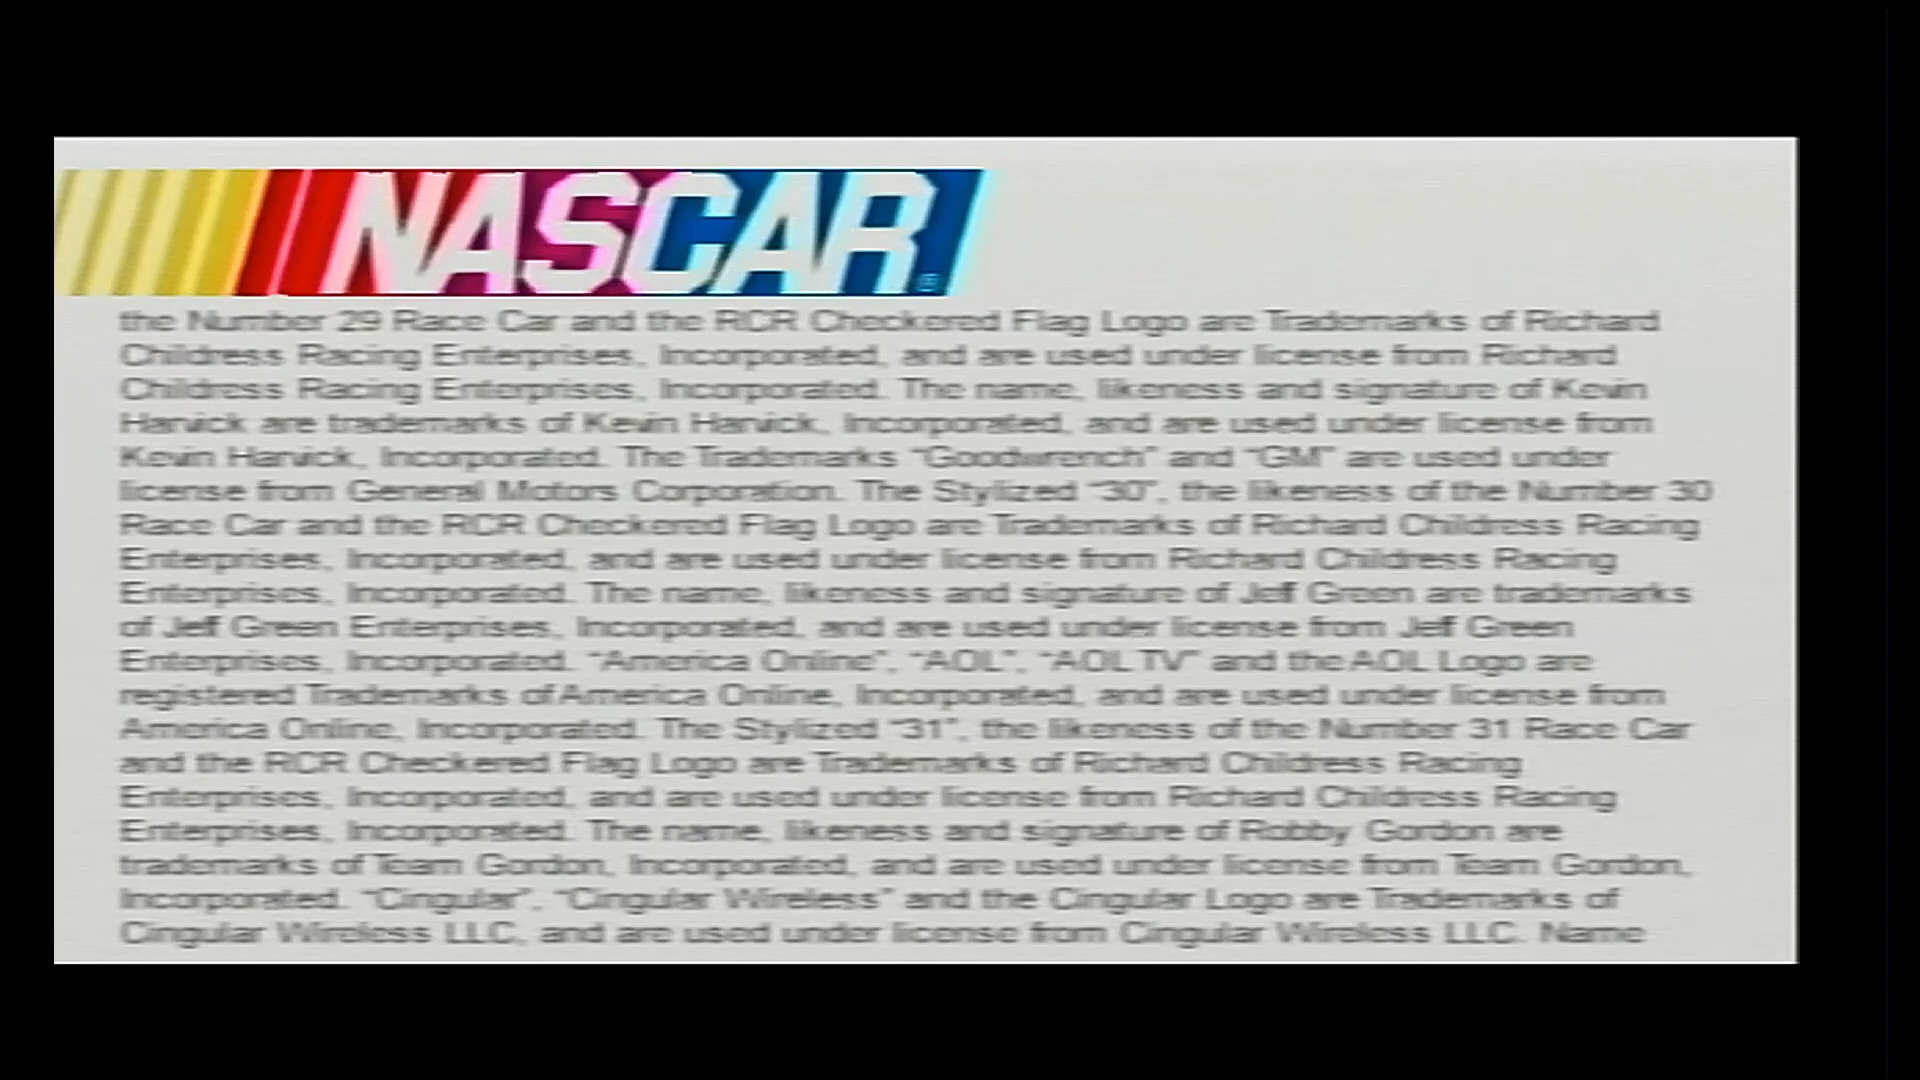 NASCAR®
the Number 29 Race Car and the RCR Checkered Flag Logo are Trademarks of Richard
Childress Racing Enterprises, Incorporated, and are used under license from Richard
Childress Racing Enterprises, Incorporated. The name, likeness and signature of Kevin
Harvick are trademarks of Kevin Harvick, Incorporated, and are used under license from
Kevin Harvick, Incorporated. The Trademarks “Goodwrench” and “GM” are used under
license from General Motors Corporation. The Stylized “30”, the likeness of the Number 30
Race Car and the RCR Checkered Flag Logo are Trademarks of Richard Childress Racing
Enterprises, Incorporated, and are used under license from Richard Childress Racing
Enterprises, Incorporated. The name, likeness and signature of Jeff Green are trademarks
of Jeff Green Enterprises, Incorporated, and are used under license from Jeff Green
Enterprises, Incorporated. “America Online”, “AOL”, “AOL TV” and the AOL Logo are
registered Trademarks of America Online, Incorporated, and are used under license from
America Online, Incorporated. The Stylized “31”, the likeness of the Number 31 Race Car
and the RCR Checkered Flag Logo are Trademarks of Richard Childress Racing
Enterprises, Incorporated, and are used under license from Richard Childress Racing
Enterprises, Incorporated. The name, likeness and signature of Robby Gordon are
trademarks of Team Gordon, Incorporated, and are used under license from Team Gordon,
Incorporated. “Cingular”, “Cingular Wireless” and the Cingular Logo are Trademarks of
Cingular Wireless LLC, and are used under license from Cingular Wireless LLC. Name